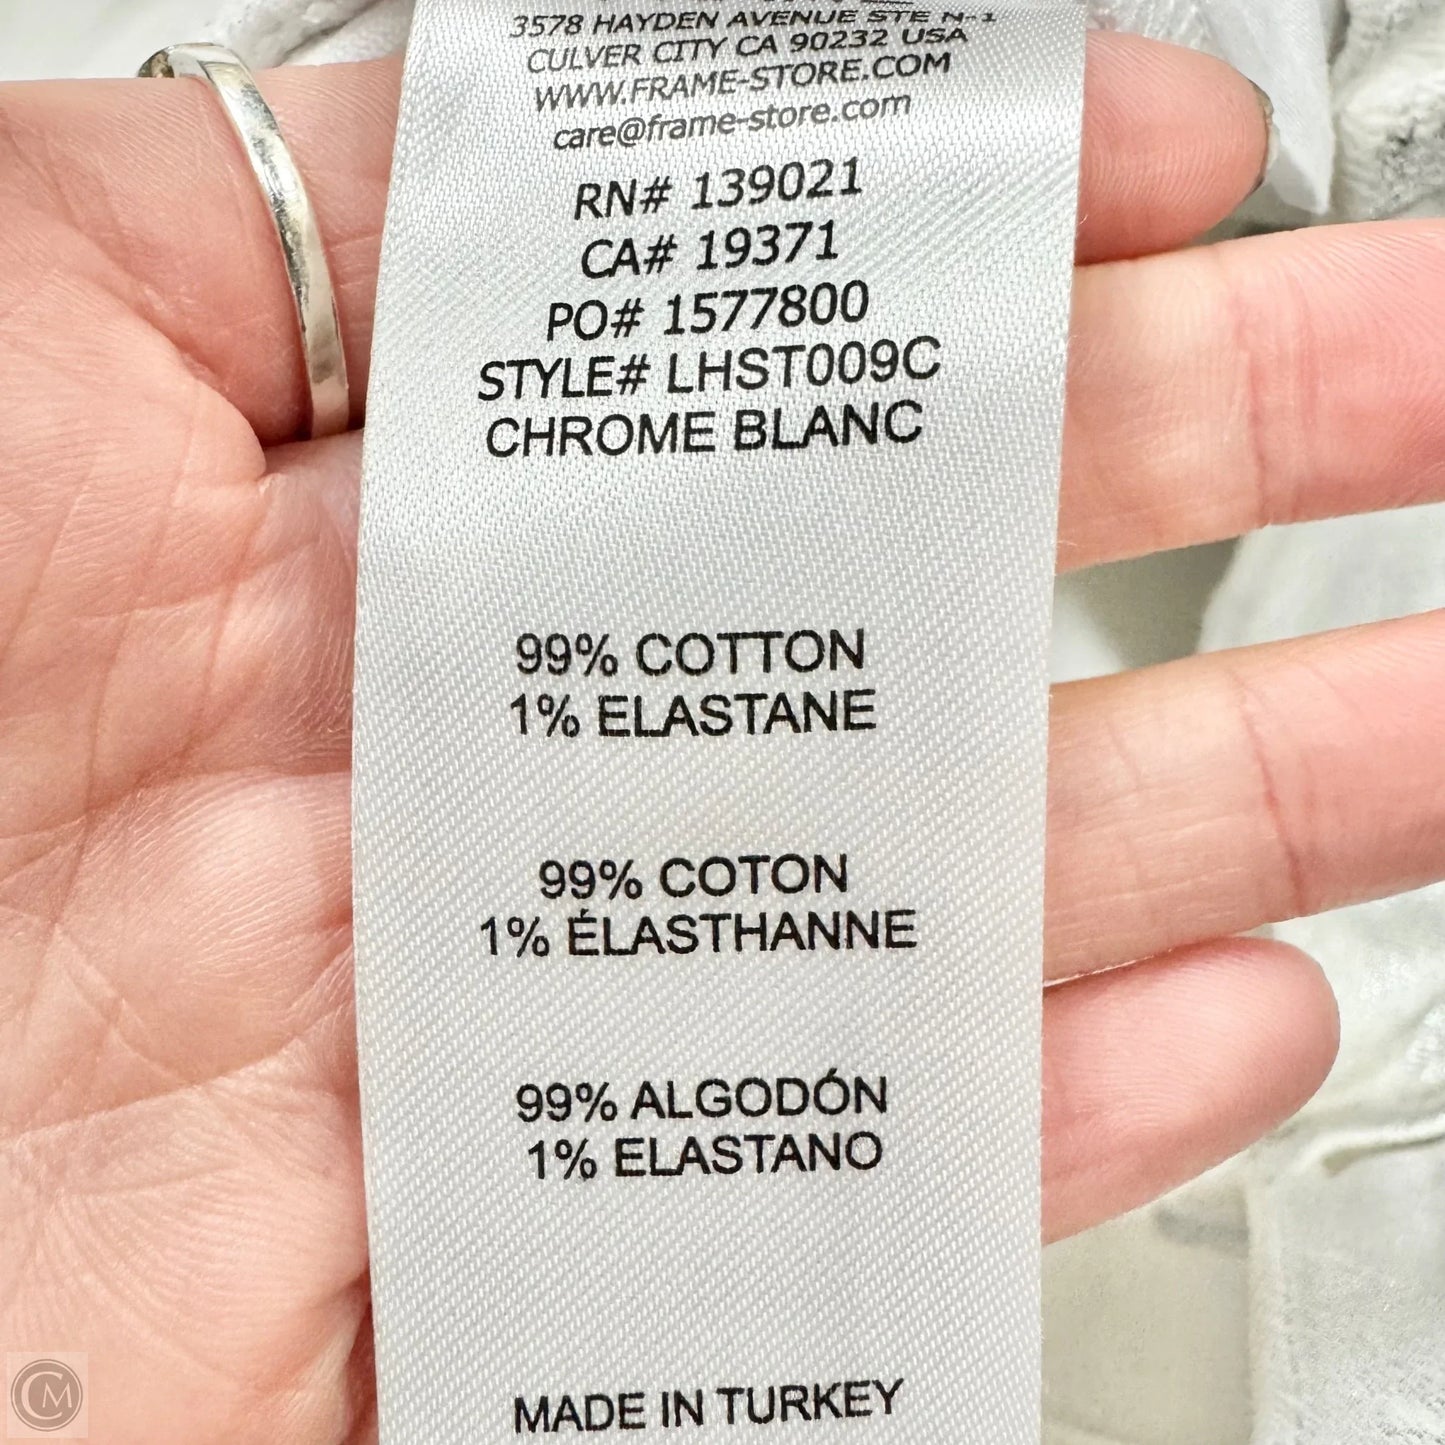 3578 HAYDEN AVENUE STE N-1
CULVER CITY CA 90232 USA
WWW.FRAME-STORE.COM
care@frame-store.com
RN# 139021
CA# 19371
PO# 1577800
STYLE# LHST009C
CHROME BLANC
99% COTTON
1% ELASTANE
99% COTON
1% ÉLASTHANNE
99% ALGODÓN
1% ELASTANO
MADE IN TURKEY
CM